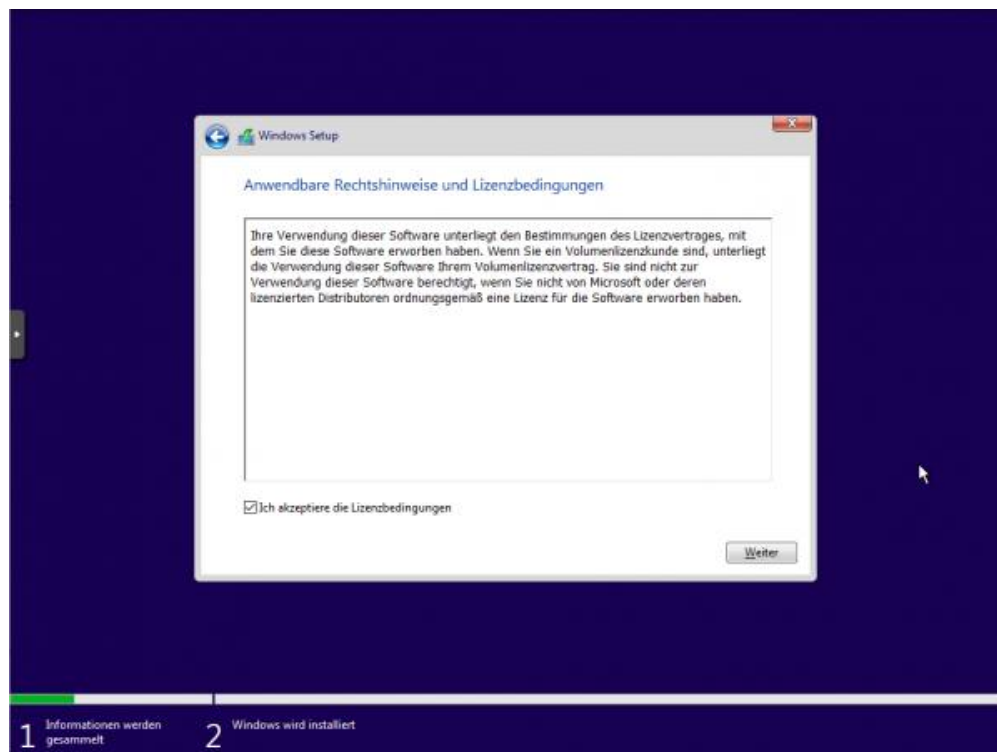 Windows Setup
Anwendbare Rechtshinweise und Lizenzbedingungen
Ihre Verwendung dieser Software unterliegt den Bestimmungen des Lizenzvertrages, mit
dem Sie diese Software erworben haben. Wenn Sie ein Volumenlizenzkunde sind, unterliegt
die Verwendung dieser Software Ihrem Volumenlizenzvertrag. Sie sind nicht zur
Verwendung dieser Software berechtigt, wenn Sie nicht von Microsoft oder deren
lizenzierten Distributoren ordnungsgemäß eine Lizenz für die Software erworben haben.
Ich akzeptiere die Lizenzbedingungen
Weiter
1 Informationen werden
gesammelt
2 Windows wird installiert